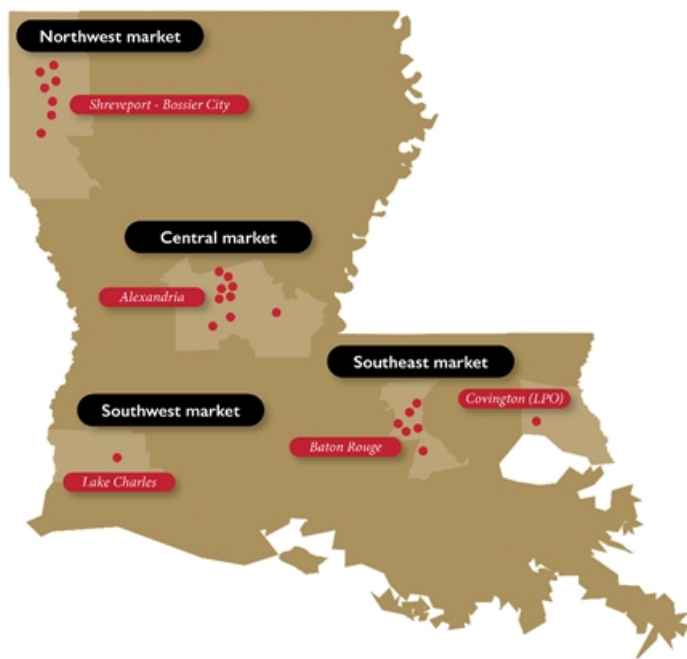 Northwest market
Shreveport - Bossier City
Central market
Alexandria
Southeast market
Covington (LPO)
Southwest market
Baton Rouge
Lake Charles